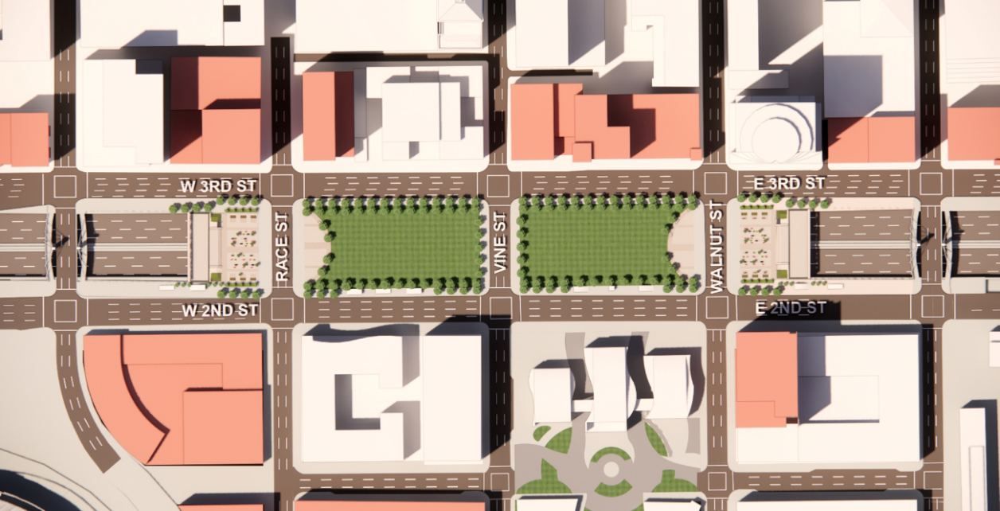 W 3RD ST
E 3RD ST
RACE ST
VINE ST
WALNUT ST
W 2ND ST
E 2ND ST